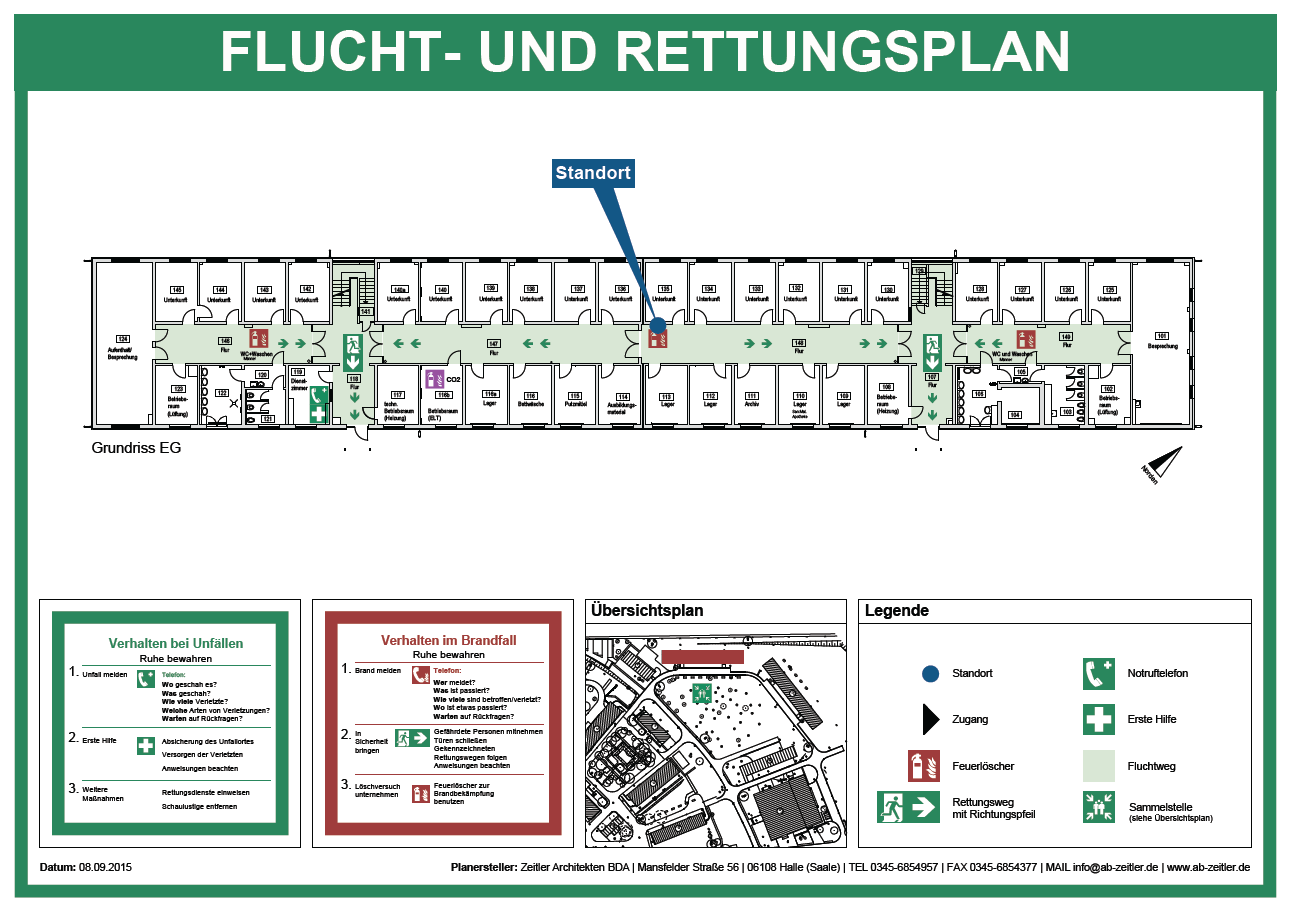 FLUCHT- UND RETTUNGSPLAN
Standort
145
Unterkunft
144
Unterkunft
143
Unterkunft
142
Unterkunft
141
140a
Unterkunft
140
Unterkunft
139
Unterkunft
138
Unterkunft
137
Unterkunft
136
Unterkunft
135
Unterkunft
134
Unterkunft
133
Unterkunft
132
Unterkunft
131
Unterkunft
130
Unterkunft
128
Unterkunft
127
Unterkunft
126
Unterkunft
125
Unterkunft
124
Aufenthalt/
Besprechung
146
Flur
WC+Waschen
Männer
147
Flur
148
Flur
WC und Waschen
Männer
149
Flur
101
Besprechung
123
Betriebs-
raum
(Lüftung)
122
120
121
119
Dienst-
zimmer
118
Flur
117
techn.
Betriebsraum
(Heizung)
CO2
116b
Betriebsraum
(ELT)
116a
Lager
116
Bettwäsche
115
Putzmittel
114
Ausbildungs-
material
113
Lager
112
Lager
111
Archiv
110
Lager
San.Mat.
Apotheke
109
Lager
108
Betriebs-
raum
(Heizung)
107
Flur
106
105
104
103
102
Betriebs-
raum
(Lüftung)
Grundriss EG
Norden
Verhalten bei Unfällen
Ruhe bewahren
1. Unfall melden
Telefon:
Wo geschah es?
Was geschah?
Wie viele Verletzte?
Welche Arten von Verletzungen?
Warten auf Rückfragen?
2. Erste Hilfe
Absicherung des Unfallortes
Versorgen der Verletzten
Anweisungen beachten
3. Weitere
Maßnahmen
Rettungsdienste einweisen
Schaulustige entfernen
Verhalten im Brandfall
Ruhe bewahren
1. Brand melden
Telefon:
Wer meldet?
Was ist passiert?
Wie viele sind betroffen/verletzt?
Wo ist etwas passiert?
Warten auf Rückfragen?
2. In
Sicherheit
bringen
Gefährdete Personen mitnehmen
Türen schließen
Gekennzeichneten
Rettungswegen folgen
Anweisungen beachten
3. Löschversuch
unternehmen
Feuerlöscher zur
Brandbekämpfung
benutzen
Übersichtsplan
Legende
Standort
Zugang
Feuerlöscher
Rettungsweg
mit Richtungspfeil
Notruftelefon
Erste Hilfe
Fluchtweg
Sammelstelle
(siehe Übersichtsplan)
Datum: 08.09.2015
Planersteller: Zeitler Architekten BDA | Mansfelder Straße 56 | 06108 Halle (Saale) | TEL 0345-6854957 | FAX 0345-6854377 | MAIL info@ab-zeitler.de | www.ab-zeitler.de